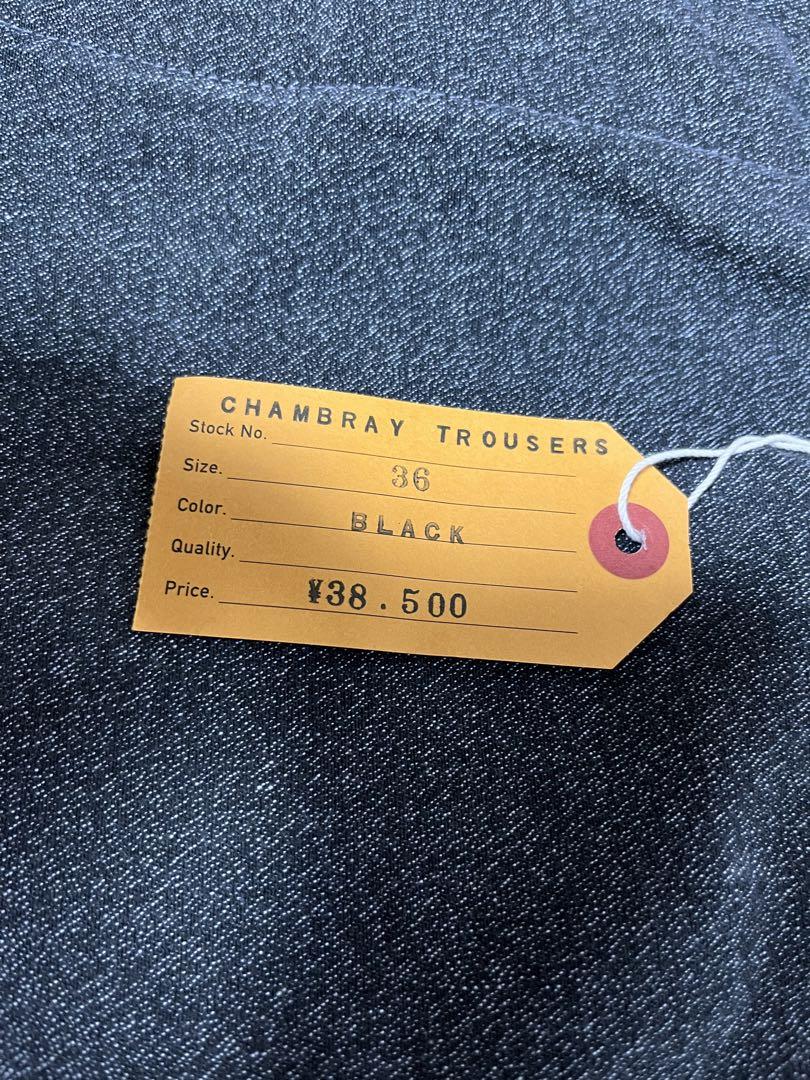 CHAMBRAY TROUSERS
Stock No.
Size. 36
Color. BLACK
Quality.
Price. ¥38.500